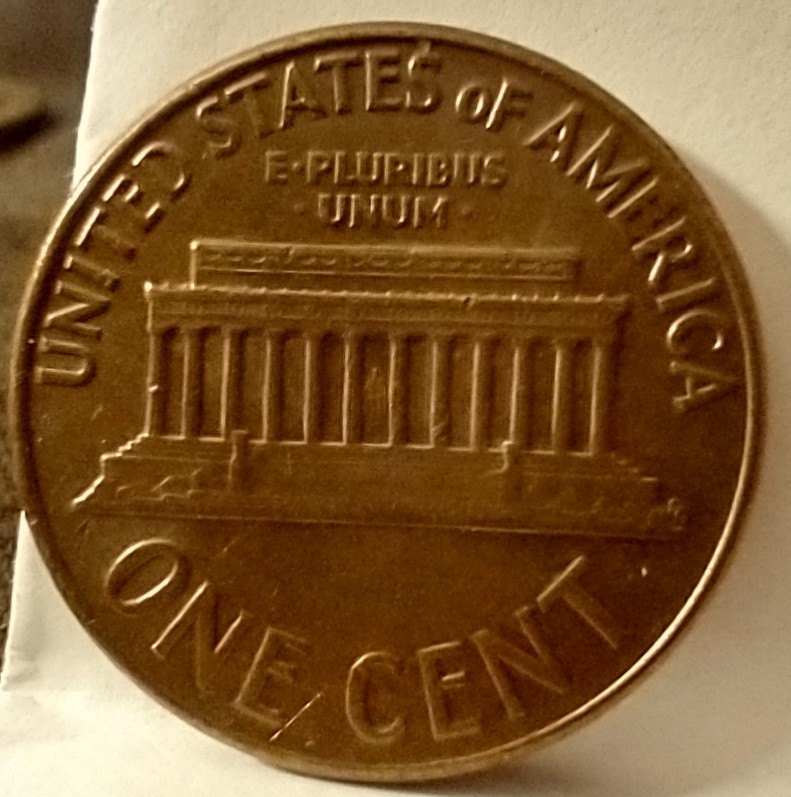 UNITED STATES OF AMERICA
E·PLURIBUS
·UNUM·
ONE CENT